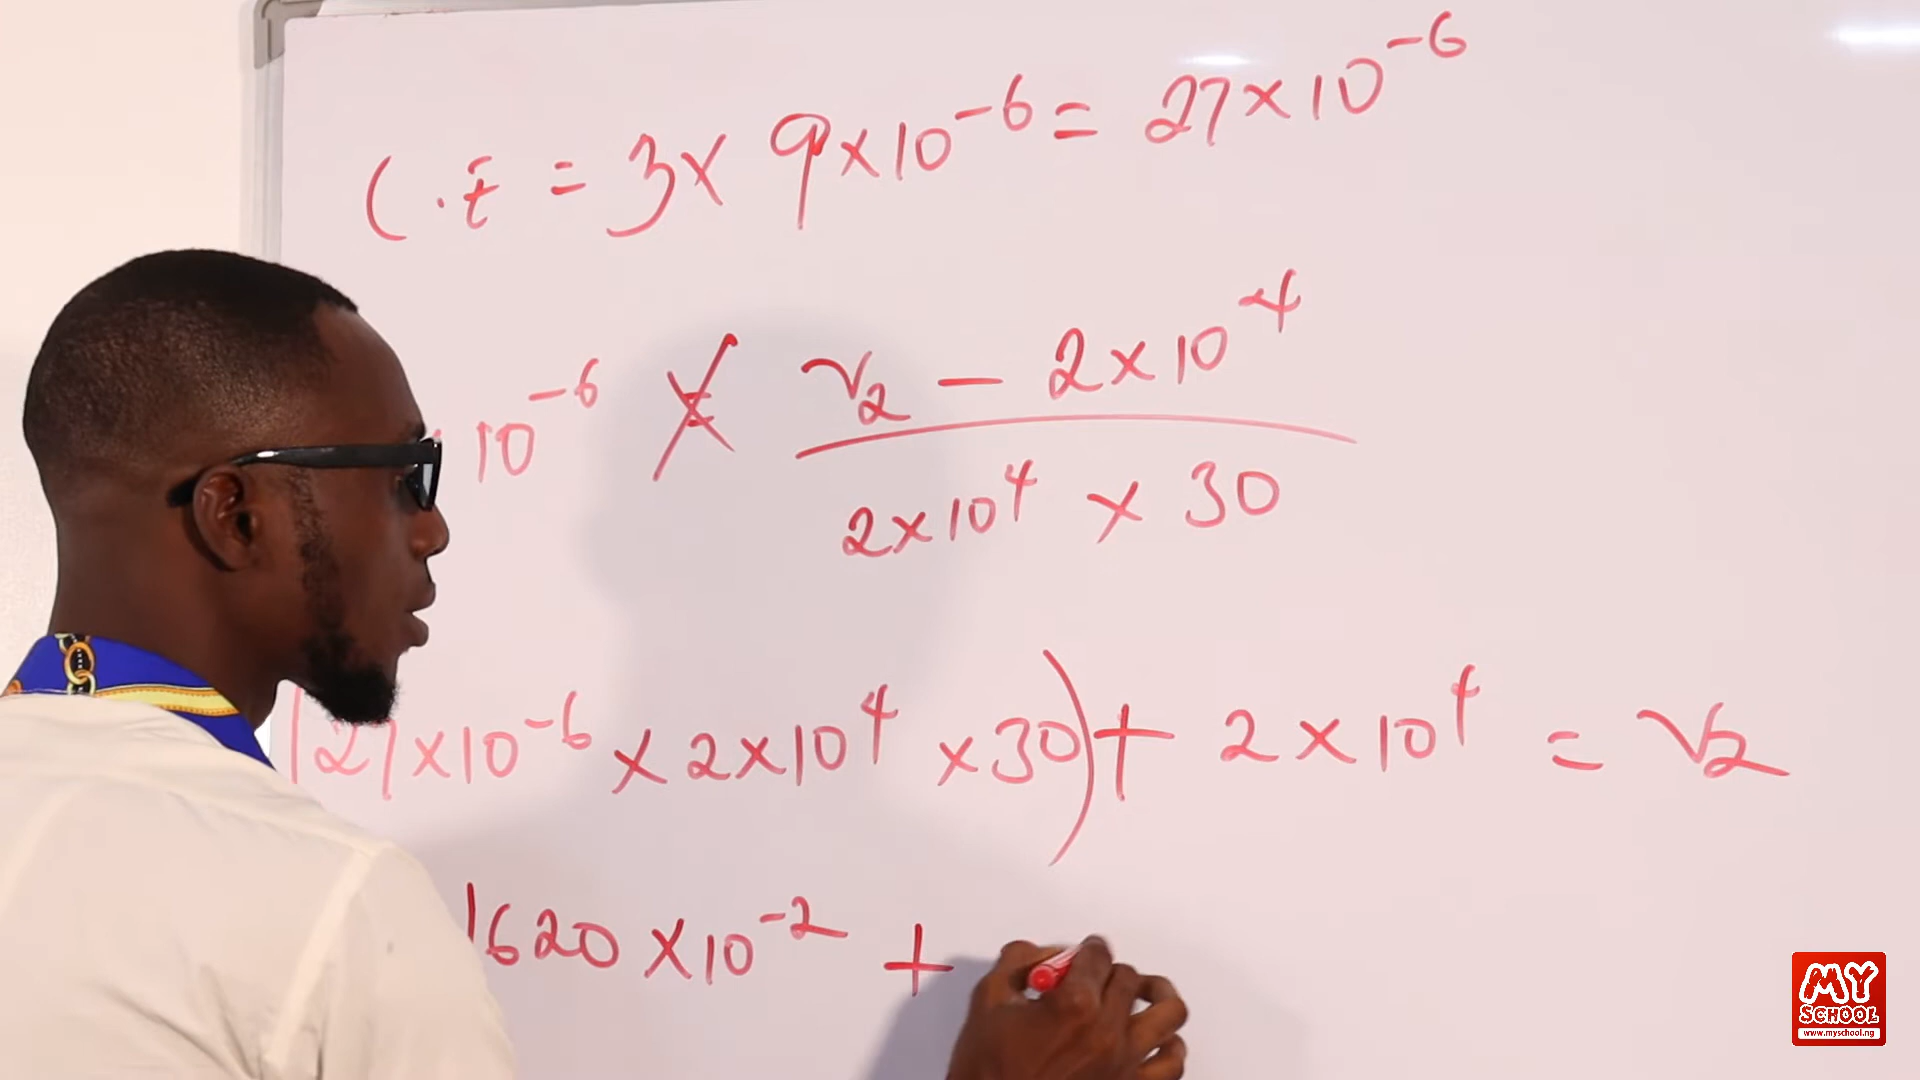 C.E = 3 × 9 × 10⁻⁶ = 27 × 10⁻⁶
10⁻⁶ = V₂ − 2 × 10⁴
2 × 10⁴ × 30
(27 × 10⁻⁶ × 2 × 10⁴ × 30) + 2 × 10⁴ = V₂
1620 × 10⁻² +
MY
SCHOOL
www.myschool.ng